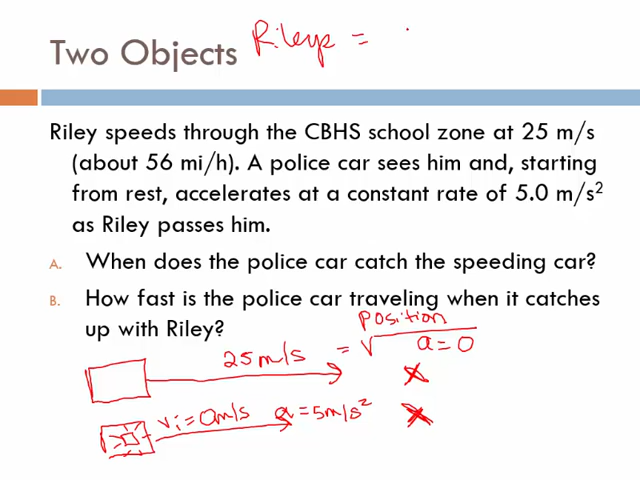 Two Objects Rileys =
Riley speeds through the CBHS school zone at 25 m/s
(about 56 mi/h). A police car sees him and, starting
from rest, accelerates at a constant rate of 5.0 m/s²
as Riley passes him.
A. When does the police car catch the speeding car?
B. How fast is the police car traveling when it catches
up with Riley?
position
25m/s = V a=0
Vi=0m/s a=5m/s²